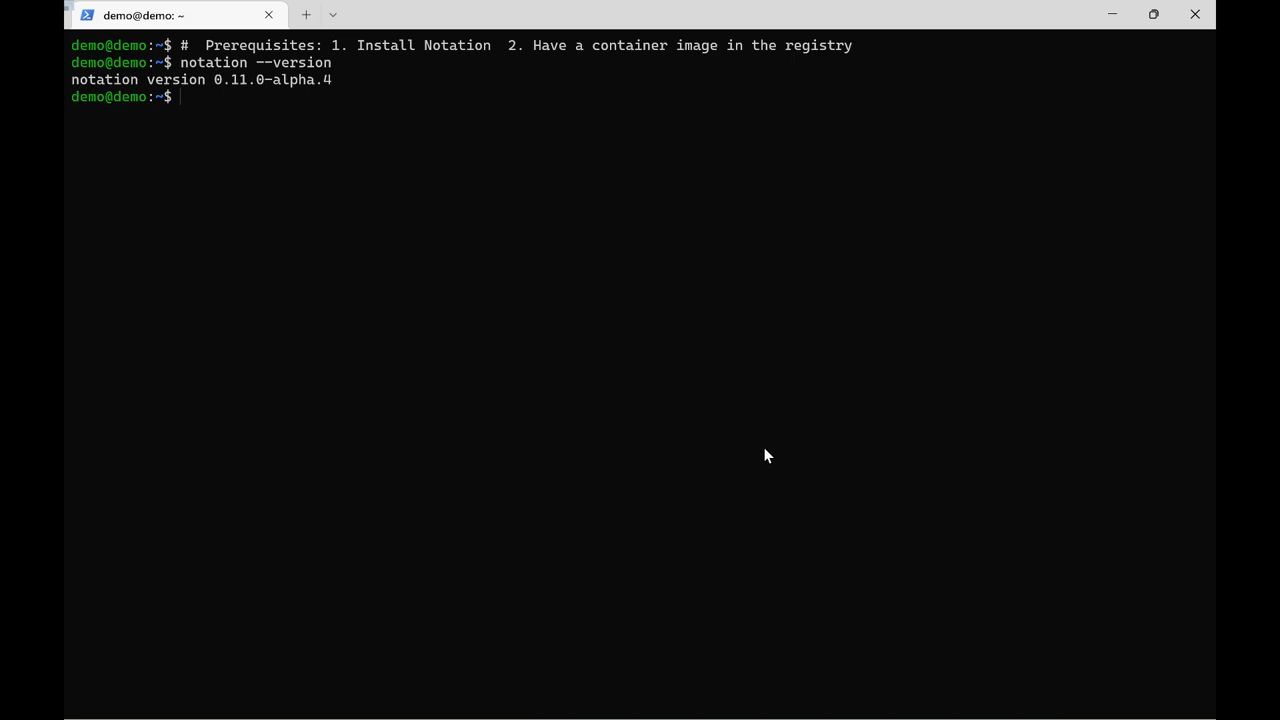 demo@demo: ~
demo@demo:~$ #  Prerequisites: 1. Install Notation  2. Have a container image in the registry
demo@demo:~$ notation --version
notation version 0.11.0-alpha.4
demo@demo:~$